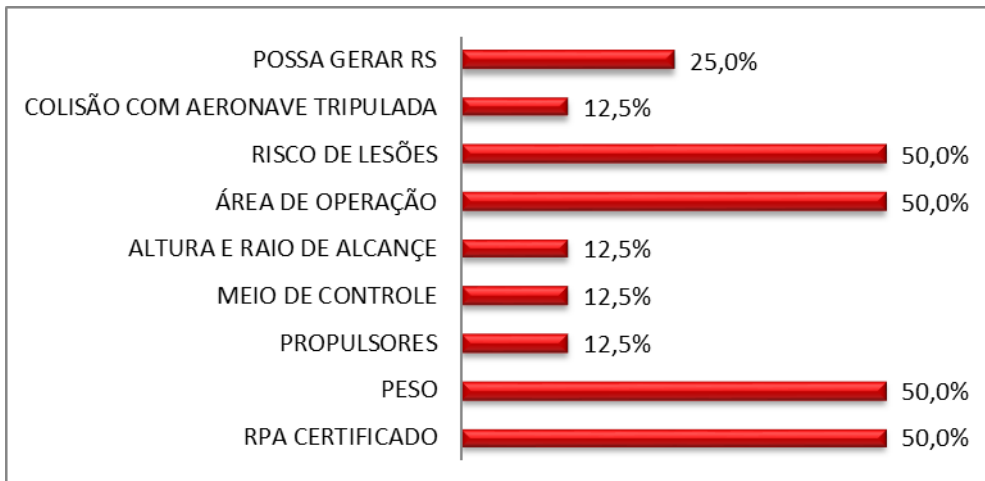 POSSA GERAR RS 25,0%
COLISÃO COM AERONAVE TRIPULADA 12,5%
RISCO DE LESÕES 50,0%
ÁREA DE OPERAÇÃO 50,0%
ALTURA E RAIO DE ALCANÇE 12,5%
MEIO DE CONTROLE 12,5%
PROPULSORES 12,5%
PESO 50,0%
RPA CERTIFICADO 50,0%